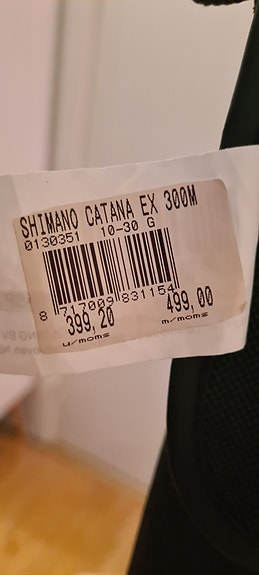 SHIMANO CATANA EX 300M
0130351 10-30 G
8 717009 831154
399,20 499,00
u/moms m/moms